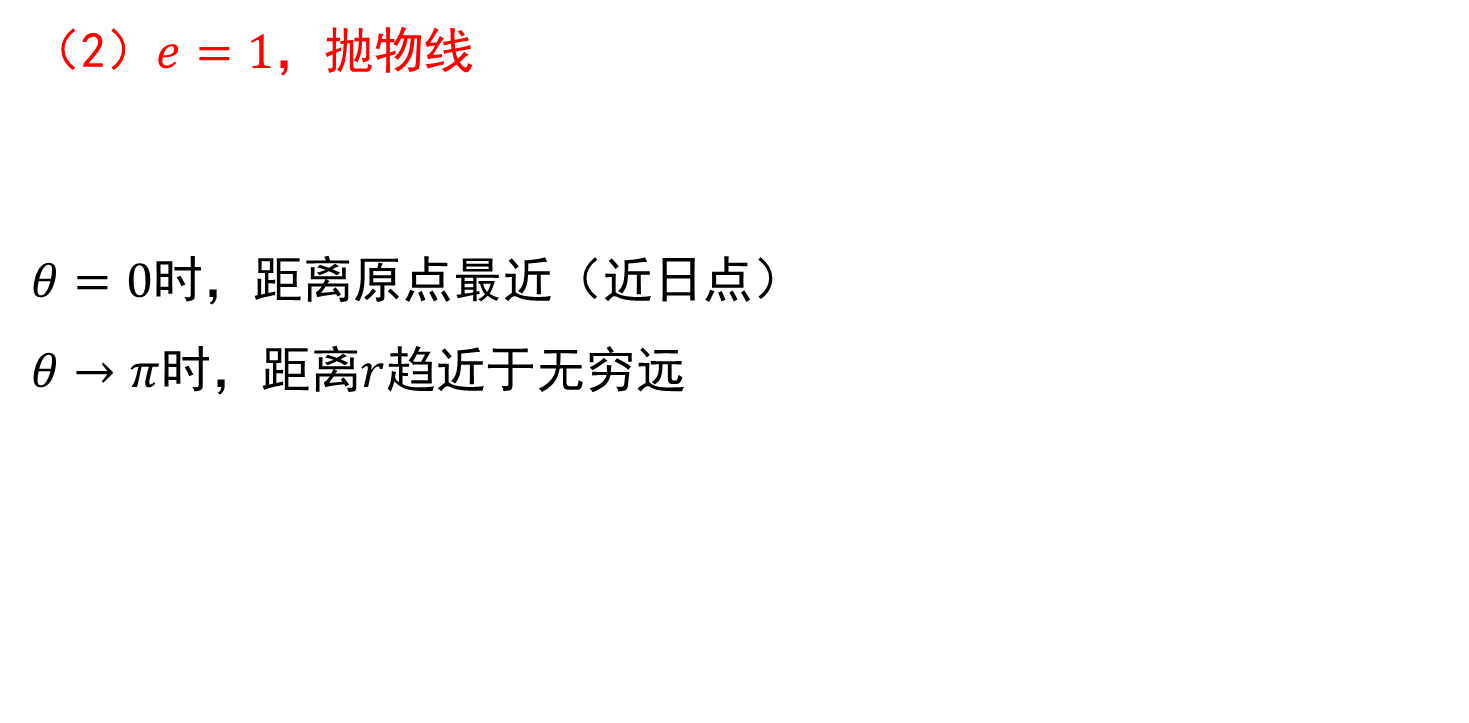 （2）𝑒 = 1，抛物线
𝜃 = 0时，距离原点最近（近日点）
𝜃 → 𝜋时，距离𝑟趋近于无穷远